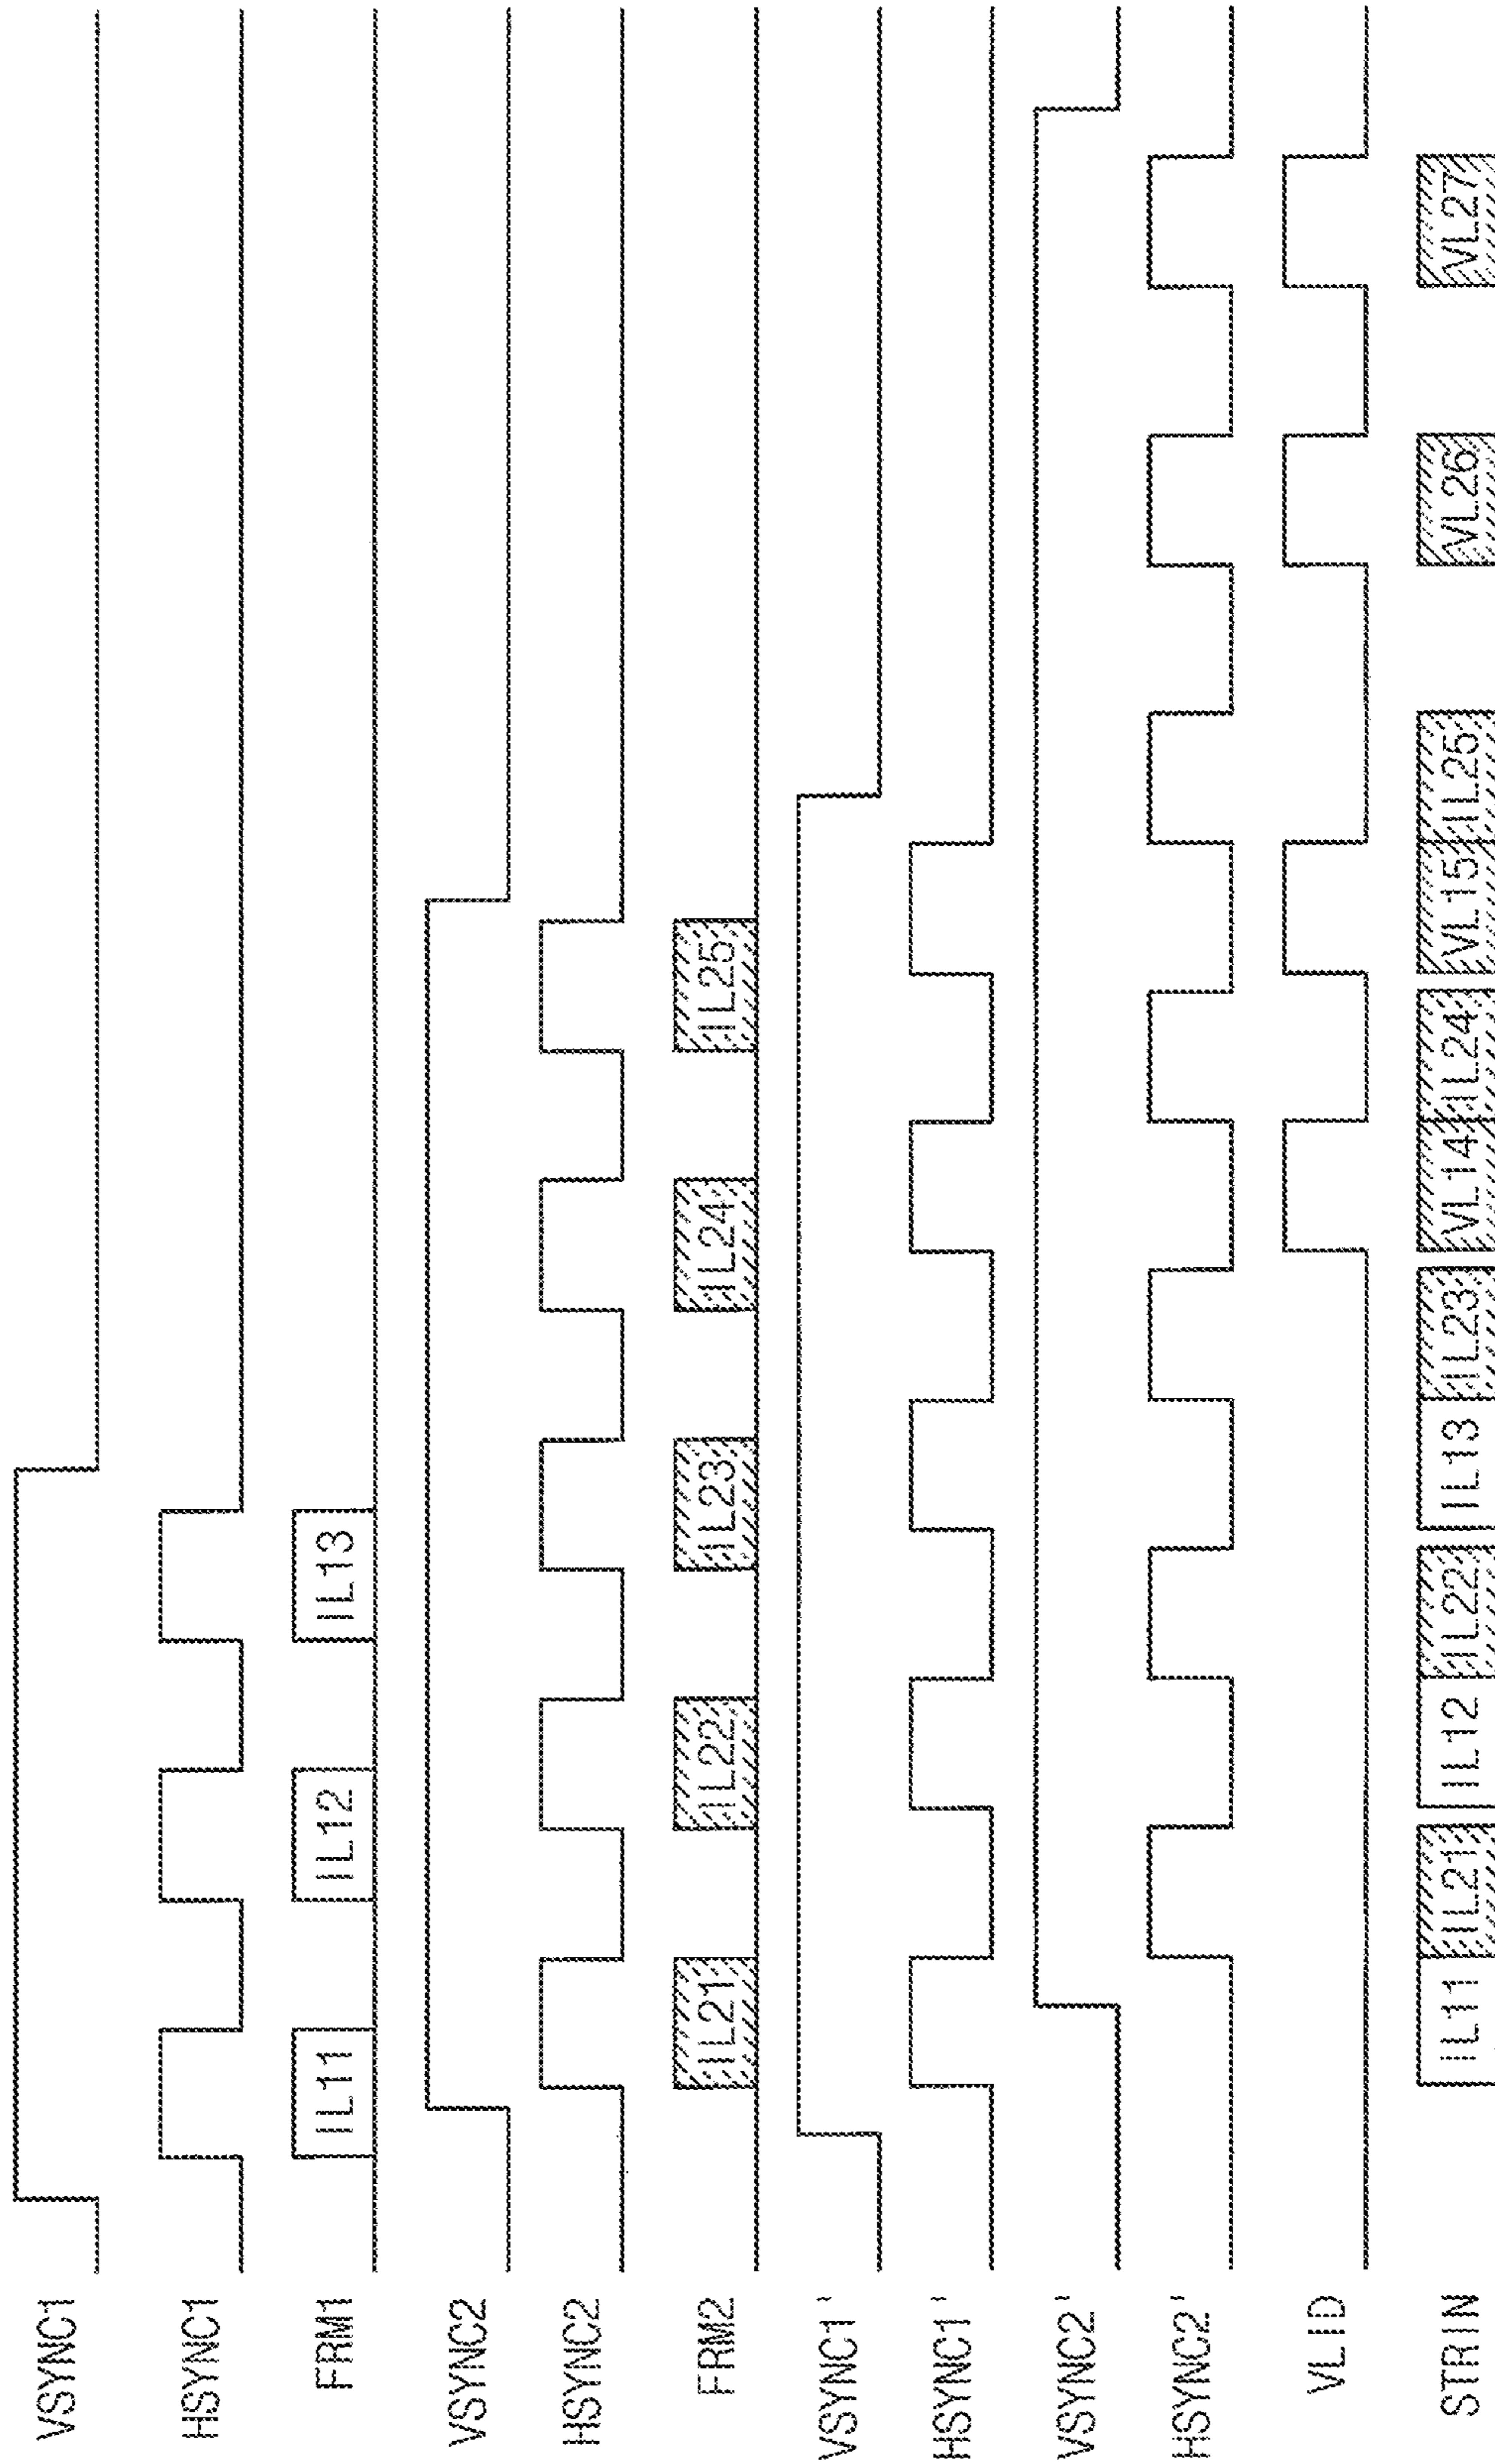 VSYNC1
HSYNC1
FRM1 IL11 IL12 IL13
VSYNC2
HSYNC2
FRM2 IL21 IL22 IL23 IL24 IL25
VSYNC1'
HSYNC1'
VSYNC2'
HSYNC2'
VLID
STRIN IL11 IL21 IL12 IL22 IL13 IL23 VL14 IL24 VL15 IL25 VL26 VL27